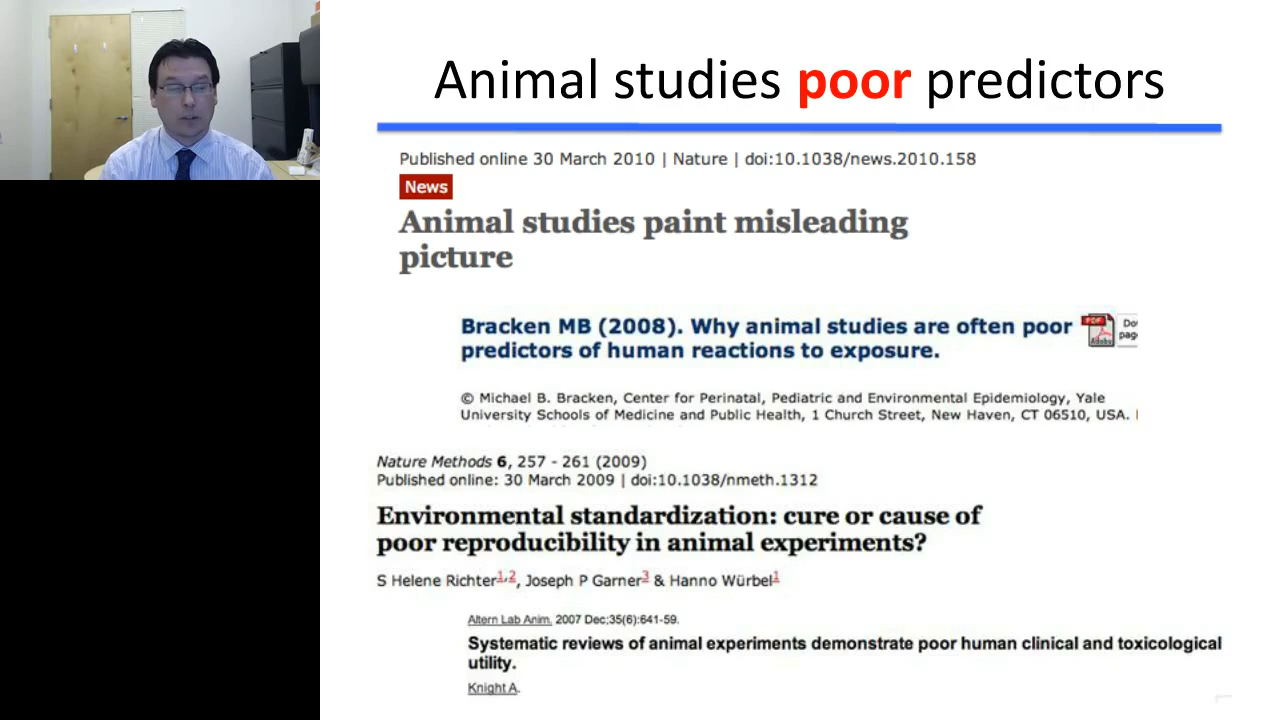 Animal studies poor predictors
Published online 30 March 2010 | Nature | doi:10.1038/news.2010.158
News
Animal studies paint misleading
picture
Bracken MB (2008). Why animal studies are often poor
predictors of human reactions to exposure.
PDF
Adobe
© Michael B. Bracken, Center for Perinatal, Pediatric and Environmental Epidemiology, Yale
University Schools of Medicine and Public Health, 1 Church Street, New Haven, CT 06510, USA.
Nature Methods 6, 257 - 261 (2009)
Published online: 30 March 2009 | doi:10.1038/nmeth.1312
Environmental standardization: cure or cause of
poor reproducibility in animal experiments?
S Helene Richter1,2, Joseph P Garner3 & Hanno Würbel1
Altern Lab Anim. 2007 Dec;35(6):641-59.
Systematic reviews of animal experiments demonstrate poor human clinical and toxicological
utility.
Knight A.